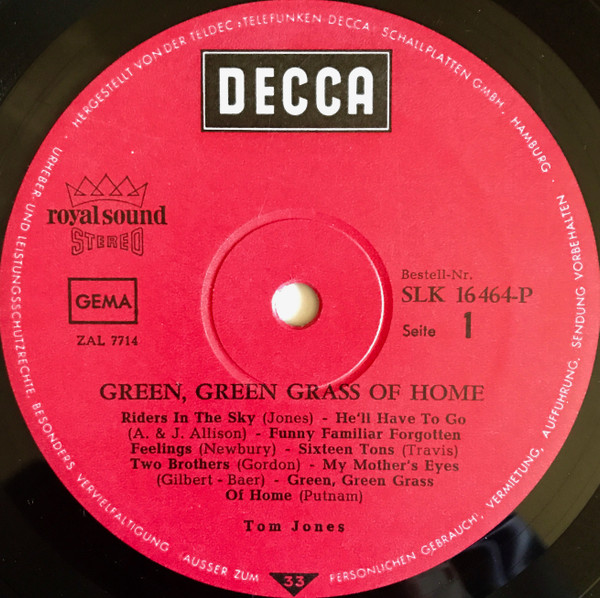 HERGESTELLT VON DER TELDEC »TELEFUNKEN-DECCA« SCHALLPLATTEN GMBH · HAMBURG ·
DECCA
royal sound
STEREO
GEMA
ZAL 7714
Bestell-Nr.
SLK 16 464-P
Seite 1
GREEN, GREEN GRASS OF HOME
Riders In The Sky (Jones) - He'll Have To Go
(A. & J. Allison) - Funny Familiar Forgotten
Feelings (Newbury) - Sixteen Tons (Travis)
Two Brothers (Gordon) - My Mother's Eyes
(Gilbert - Baer) - Green, Green Grass
Of Home (Putnam)
Tom Jones
URHEBER- UND LEISTUNGSSCHUTZRECHTE, BESONDERS VERVIELFÄLTIGUNG (AUSSER ZUM PERSÖNLICHEN GEBRAUCH), VERMIETUNG, AUFFÜHRUNG, SENDUNG VORBEHALTEN ·
33